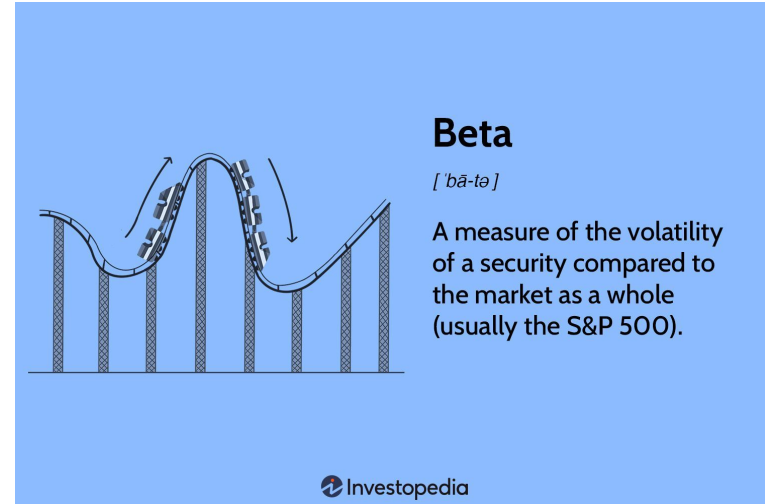 Beta
[ ˈbā-tə ]
A measure of the volatility
of a security compared to
the market as a whole
(usually the S&P 500).
Investopedia